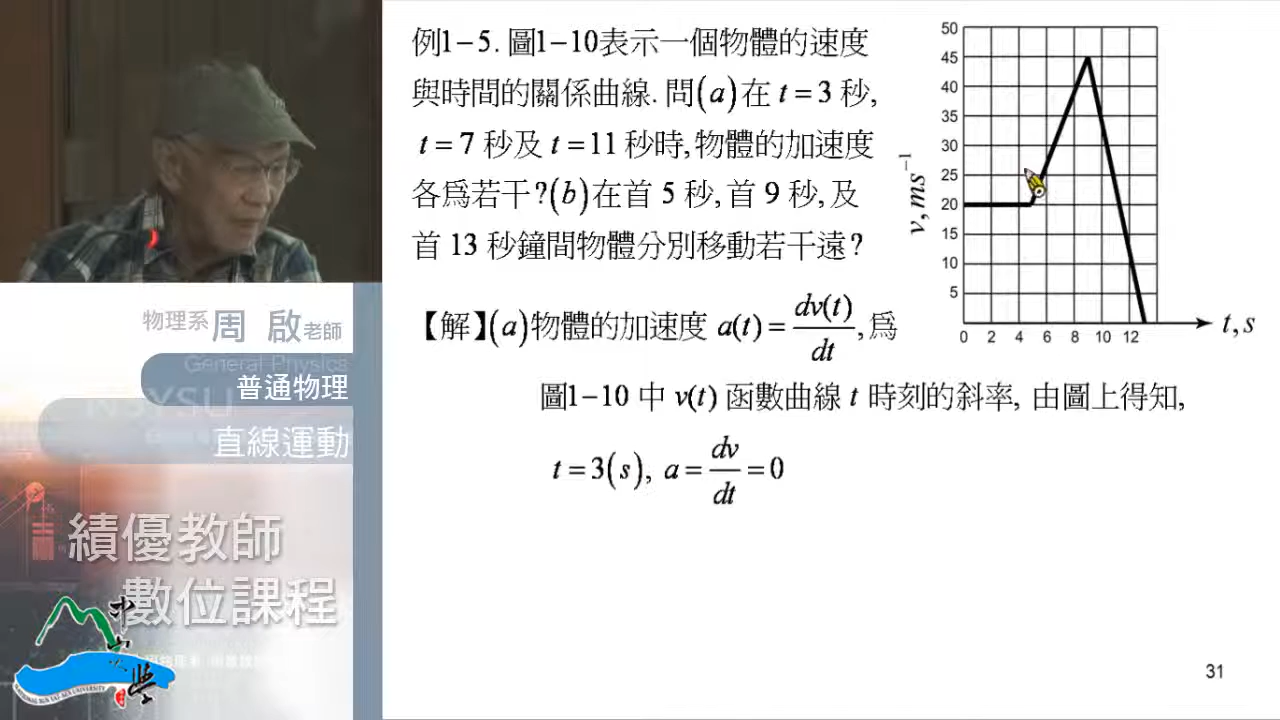 例1-5. 圖1-10表示一個物體的速度
與時間的關係曲線. 問(a)在 t = 3 秒,
t = 7 秒及 t = 11 秒時, 物體的加速度
各為若干?(b)在首 5 秒, 首 9 秒, 及
首 13 秒鐘間物體分別移動若干遠?
50
45
40
35
30
25
20
15
10
5
0 2 4 6 8 10 12
v, ms⁻¹
t, s
【解】(a)物體的加速度 a(t) = dv(t)/dt, 為
圖1-10 中 v(t) 函數曲線 t 時刻的斜率, 由圖上得知,
t = 3(s), a = dv/dt = 0
物理系周 啟老師
General Physics
普通物理
直線運動
績優教師
數位課程
31